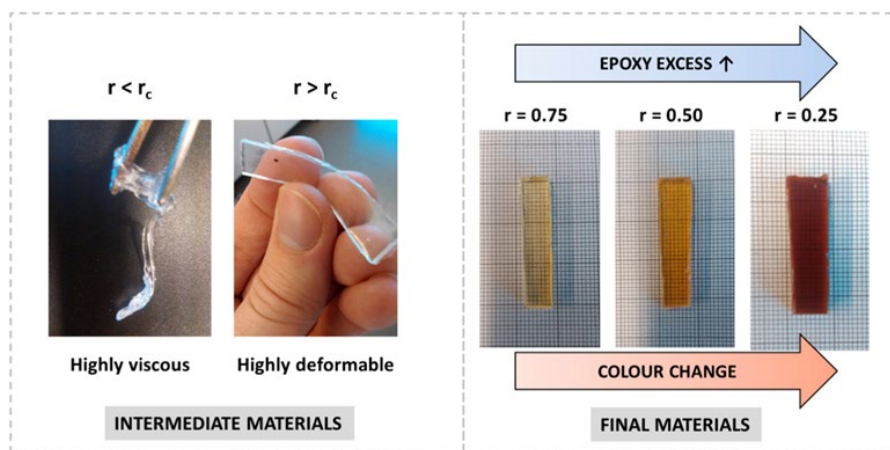 r < rc
r > rc
Highly viscous
Highly deformable
INTERMEDIATE MATERIALS
EPOXY EXCESS ↑
r = 0.75
r = 0.50
r = 0.25
COLOUR CHANGE
FINAL MATERIALS